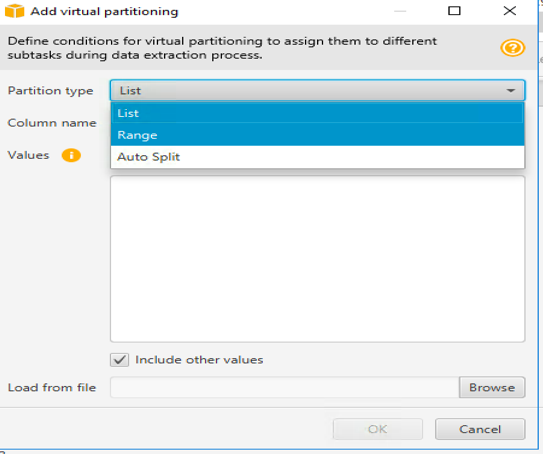 Add virtual partitioning
Define conditions for virtual partitioning to assign them to different
subtasks during data extraction process.
Partition type
List
List
Column name
Range
Values
Auto Split
Include other values
Load from file
Browse
OK
Cancel